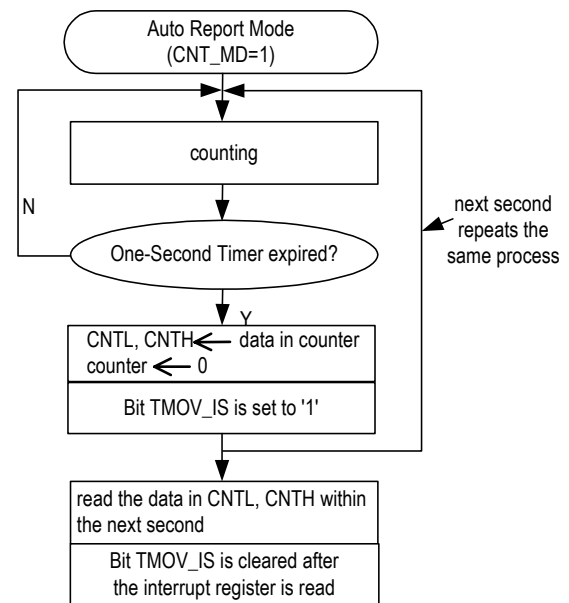 Auto Report Mode
(CNT_MD=1)
counting
N
next second
repeats the
same process
One-Second Timer expired?
Y
CNTL, CNTH ← data in counter
counter ← 0
Bit TMOV_IS is set to '1'
read the data in CNTL, CNTH within
the next second
Bit TMOV_IS is cleared after
the interrupt register is read